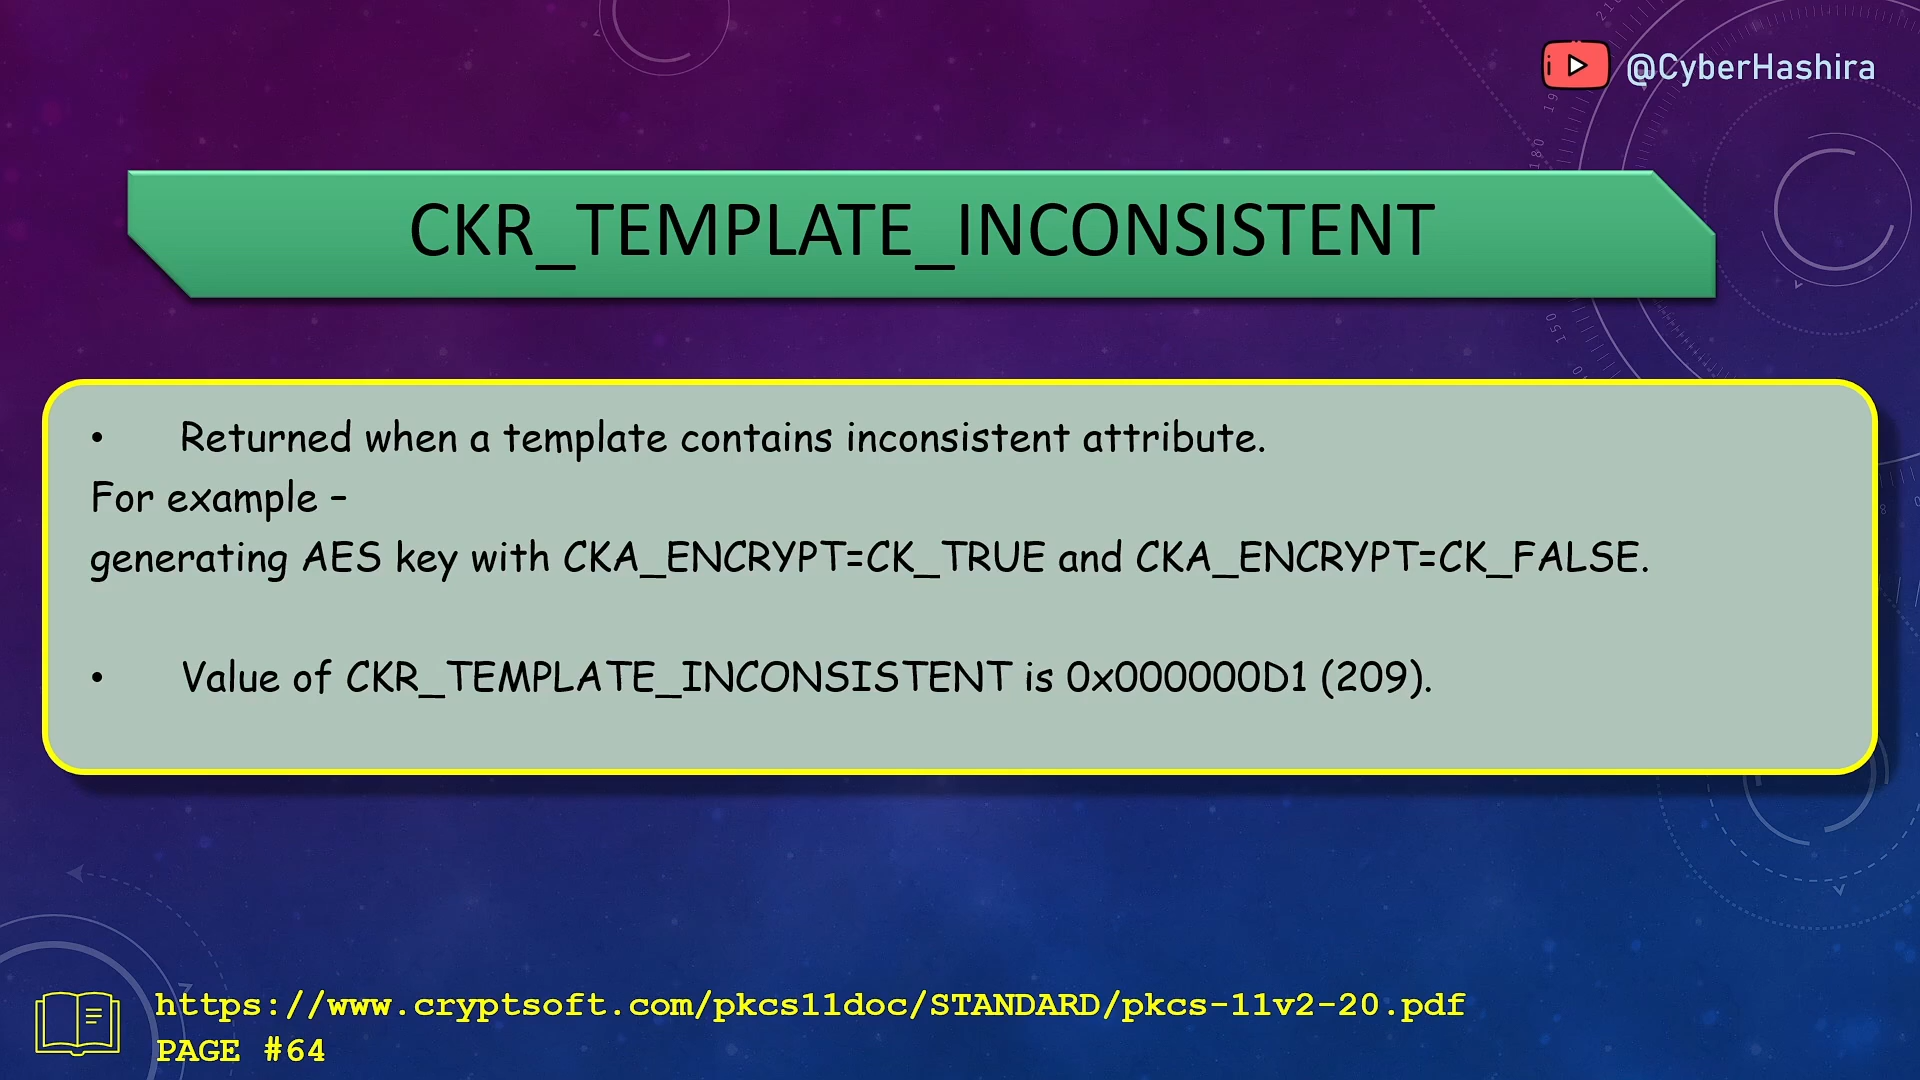 @CyberHashira
CKR_TEMPLATE_INCONSISTENT
• Returned when a template contains inconsistent attribute.
For example –
generating AES key with CKA_ENCRYPT=CK_TRUE and CKA_ENCRYPT=CK_FALSE.
• Value of CKR_TEMPLATE_INCONSISTENT is 0x000000D1 (209).
https://www.cryptsoft.com/pkcs11doc/STANDARD/pkcs-11v2-20.pdf
PAGE #64